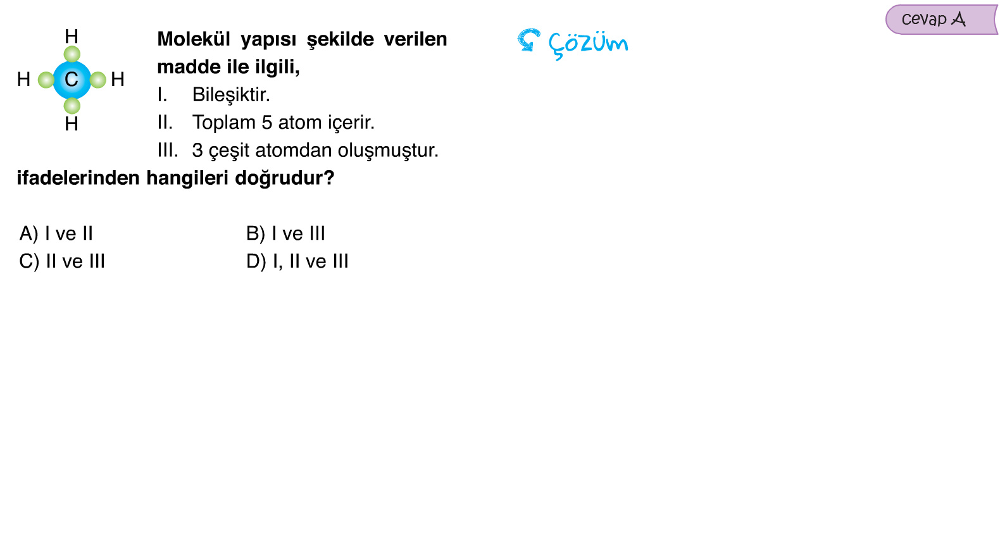 H
H C H
H
Molekül yapısı şekilde verilen
madde ile ilgili,
I. Bileşiktir.
II. Toplam 5 atom içerir.
III. 3 çeşit atomdan oluşmuştur.
ifadelerinden hangileri doğrudur?
A) I ve II B) I ve III
C) II ve III D) I, II ve III
Çözüm
Cevap A